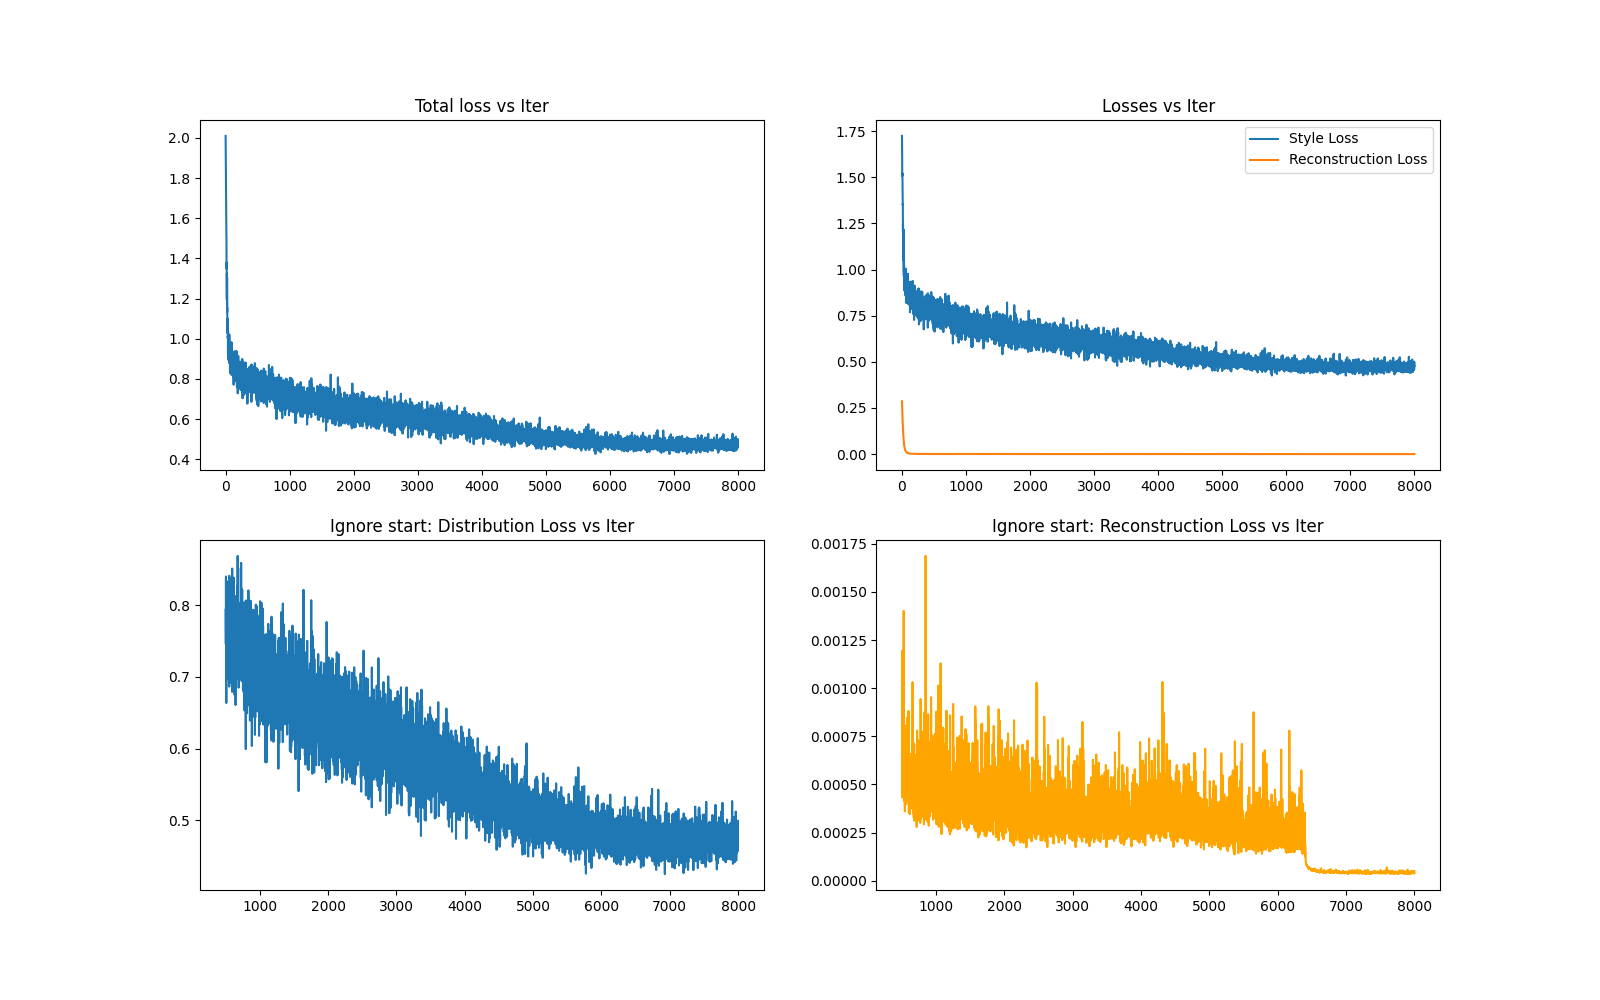 Total loss vs Iter
2.0
1.8
1.6
1.4
1.2
1.0
0.8
0.6
0.4
0 1000 2000 3000 4000 5000 6000 7000 8000
Losses vs Iter
Style Loss
Reconstruction Loss
1.75
1.50
1.25
1.00
0.75
0.50
0.25
0.00
0 1000 2000 3000 4000 5000 6000 7000 8000
Ignore start: Distribution Loss vs Iter
0.8
0.7
0.6
0.5
1000 2000 3000 4000 5000 6000 7000 8000
Ignore start: Reconstruction Loss vs Iter
0.00175
0.00150
0.00125
0.00100
0.00075
0.00050
0.00025
0.00000
1000 2000 3000 4000 5000 6000 7000 8000